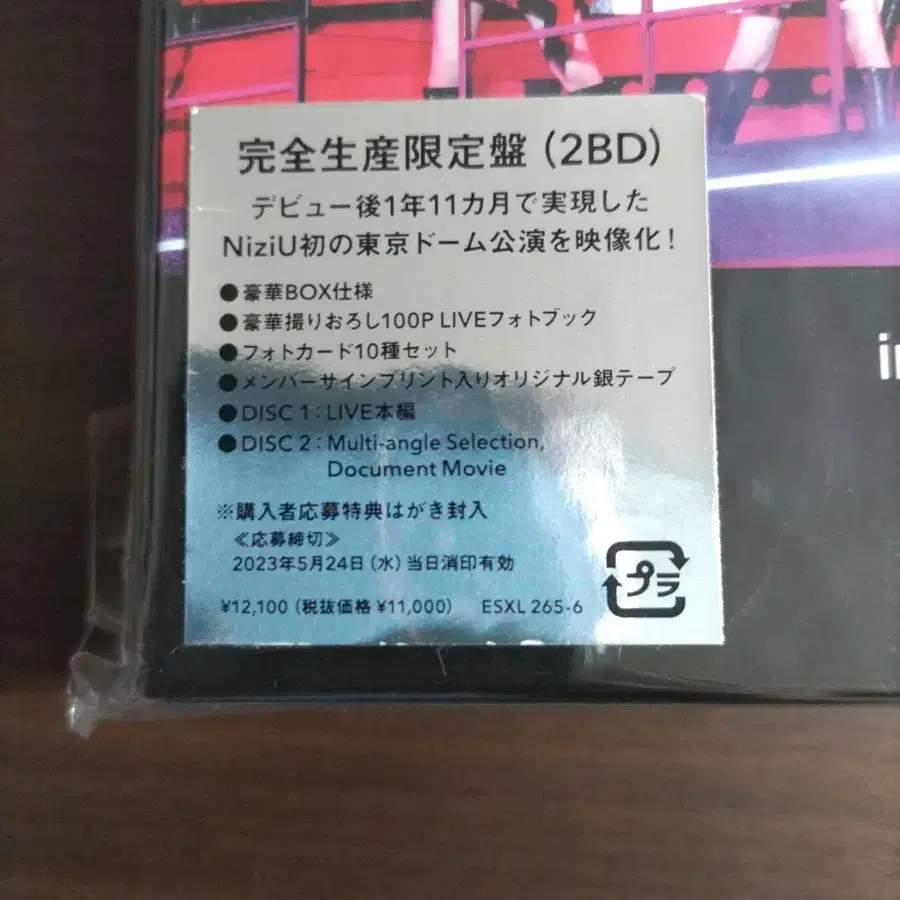 完全生産限定盤（2BD）
デビュー後1年11カ月で実現した
NiziU初の東京ドーム公演を映像化！
●豪華BOX仕様
●豪華撮りおろし100P LIVEフォトブック
●フォトカード10種セット
●メンバーサインプリント入りオリジナル銀テープ
●DISC 1：LIVE本編
●DISC 2：Multi-angle Selection,
Document Movie
※購入者応募特典はがき封入
≪応募締切≫
2023年5月24日（水）当日消印有効
¥12,100（税抜価格 ¥11,000） ESXL 265-6
プラ